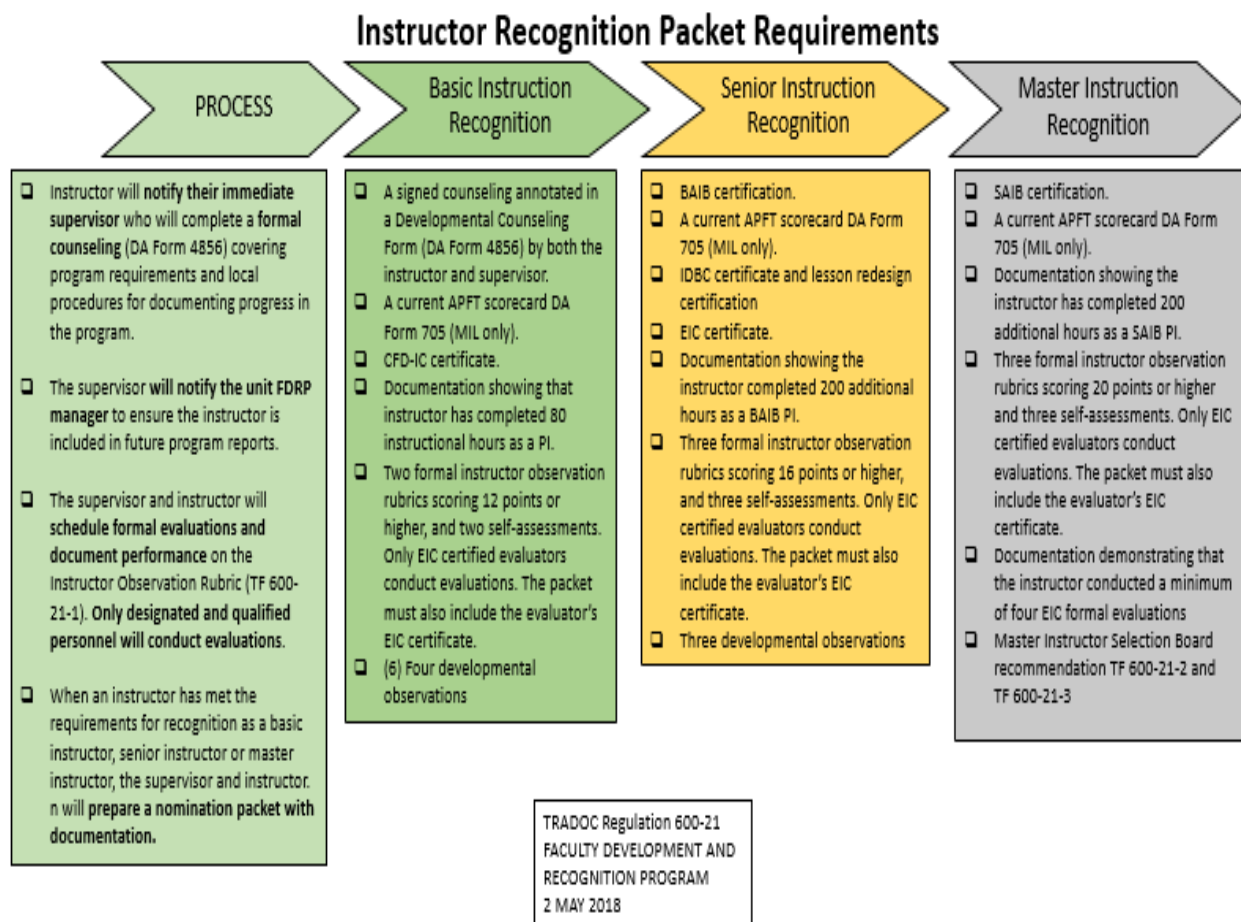 Instructor Recognition Packet Requirements
PROCESS
❑ Instructor will notify their immediate
supervisor who will complete a formal
counseling (DA Form 4856) covering
program requirements and local
procedures for documenting progress in
the program.
❑ The supervisor will notify the unit FDRP
manager to ensure the instructor is
included in future program reports.
❑ The supervisor and instructor will
schedule formal evaluations and
document performance on the
Instructor Observation Rubric (TF 600-
21-1). Only designated and qualified
personnel will conduct evaluations.
❑ When an instructor has met the
requirements for recognition as a basic
instructor, senior instructor or master
instructor, the supervisor and instructor.
n will prepare a nomination packet with
documentation.
Basic Instruction
Recognition
❑ A signed counseling annotated in
a Developmental Counseling
Form (DA Form 4856) by both the
instructor and supervisor.
❑ A current APFT scorecard DA
Form 705 (MIL only).
❑ CFD-IC certificate.
❑ Documentation showing that
instructor has completed 80
instructional hours as a PI.
❑ Two formal instructor observation
rubrics scoring 12 points or
higher, and two self-assessments.
Only EIC certified evaluators
conduct evaluations. The packet
must also include the evaluator's
EIC certificate.
❑ (6) Four developmental
observations
Senior Instruction
Recognition
❑ BAIB certification.
❑ A current APFT scorecard DA Form
705 (MIL only).
❑ IDBC certificate and lesson redesign
certification
❑ EIC certificate.
❑ Documentation showing the
instructor completed 200 additional
hours as a BAIB PI.
❑ Three formal instructor observation
rubrics scoring 16 points or higher,
and three self-assessments. Only EIC
certified evaluators conduct
evaluations. The packet must also
include the evaluator's EIC
certificate.
❑ Three developmental observations
Master Instruction
Recognition
❑ SAIB certification.
❑ A current APFT scorecard DA Form
705 (MIL only).
❑ Documentation showing the
instructor has completed 200
additional hours as a SAIB PI.
❑ Three formal instructor observation
rubrics scoring 20 points or higher
and three self-assessments. Only EIC
certified evaluators conduct
evaluations. The packet must also
include the evaluator's EIC
certificate.
❑ Documentation demonstrating that
the instructor conducted a minimum
of four EIC formal evaluations
❑ Master Instructor Selection Board
recommendation TF 600-21-2 and
TF 600-21-3
TRADOC Regulation 600-21
FACULTY DEVELOPMENT AND
RECOGNITION PROGRAM
2 MAY 2018